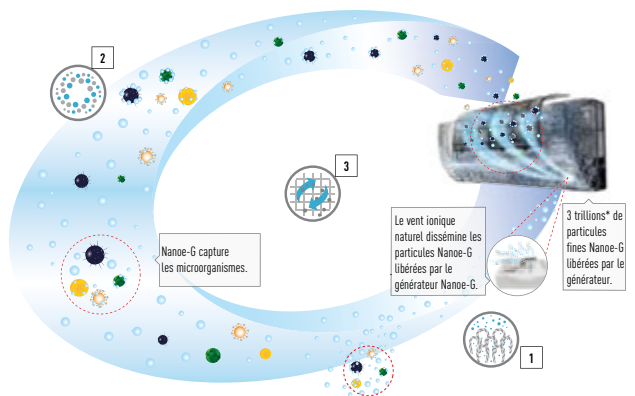 2
3
Nanoe-G capture
les microorganismes.
Le vent ionique
naturel dissémine les
particules Nanoe-G
libérées par le
générateur Nanoe-G.
3 trillions* de
particules
fines Nanoe-G
libérées par le
générateur.
1